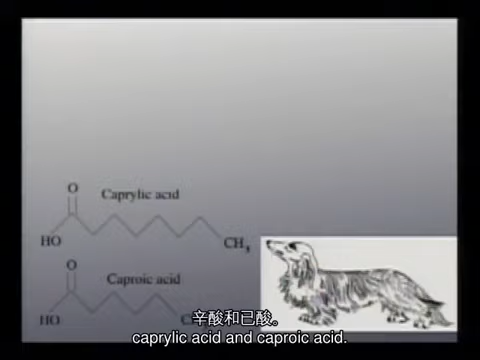 O
Caprylic acid
HO
CH₃
O
Caproic acid
HO
辛酸和已酸。
caprylic acid and caproic acid.